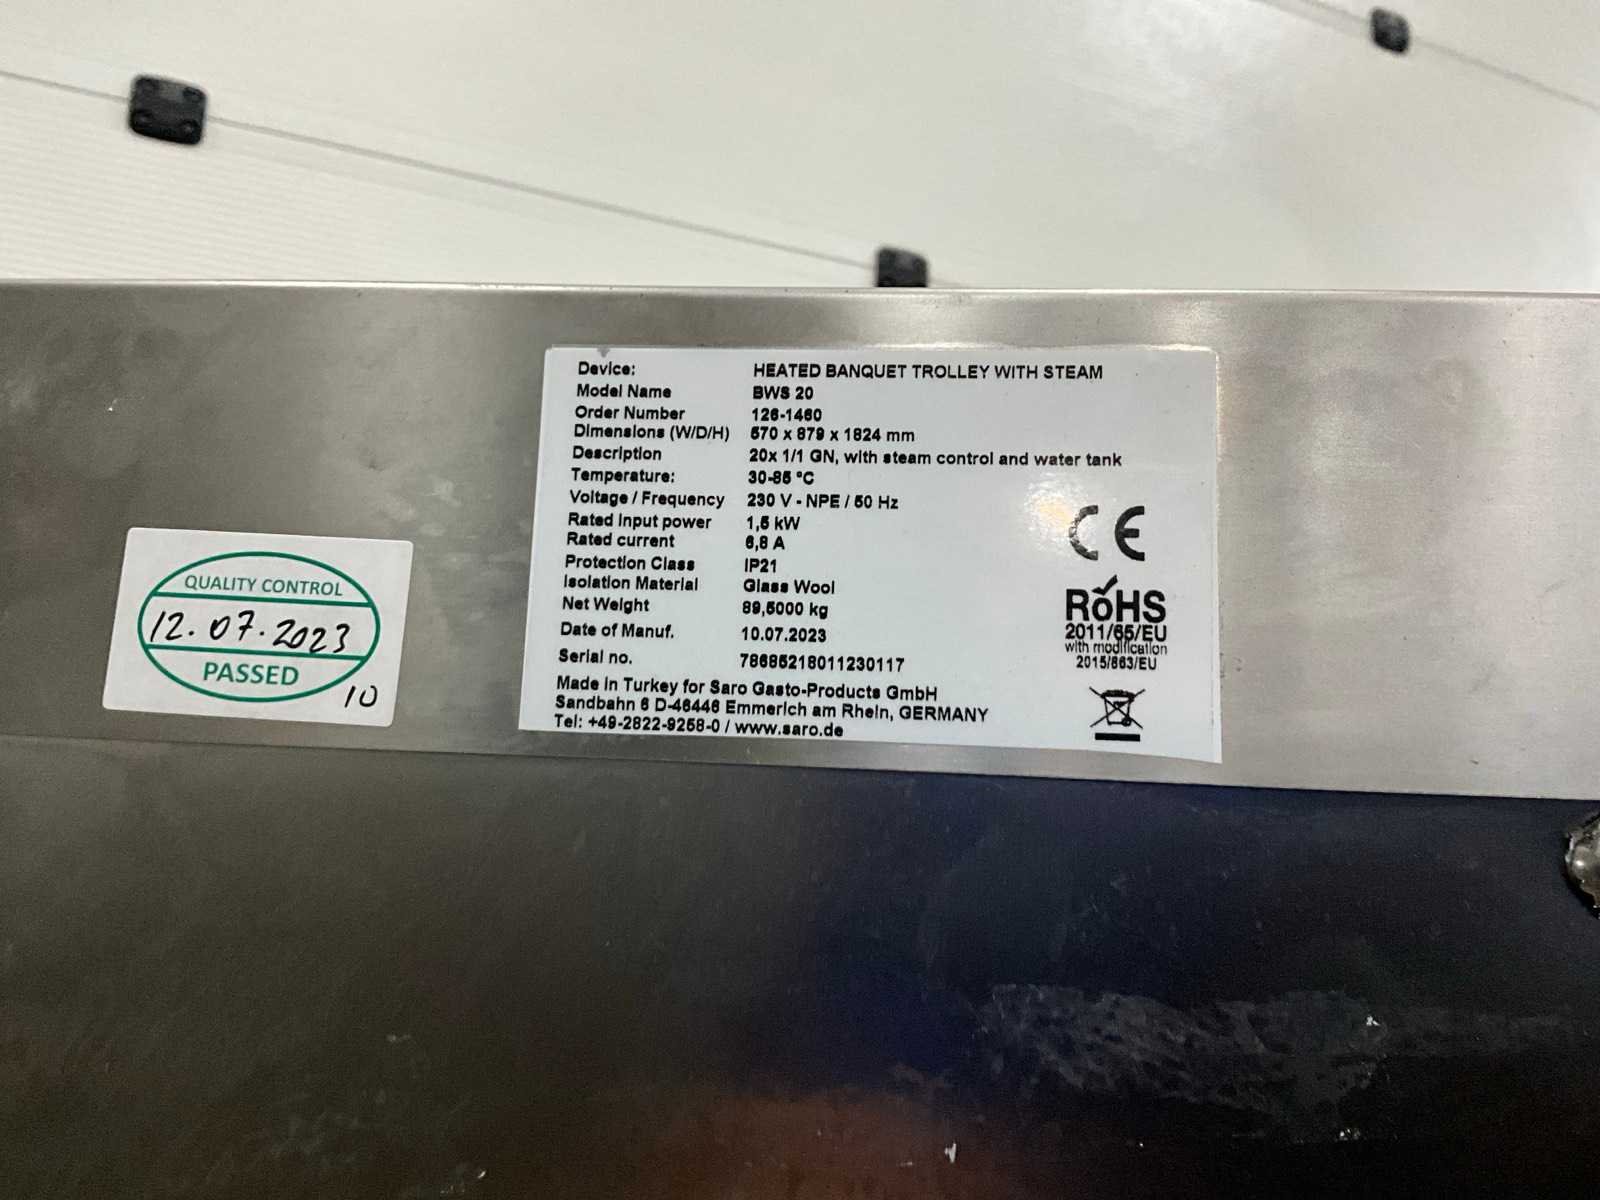 Device: HEATED BANQUET TROLLEY WITH STEAM
Model Name BWS 20
Order Number 126-1460
Dimensions (W/D/H) 570 x 879 x 1824 mm
Description 20x 1/1 GN, with steam control and water tank
Temperature: 30-85 °C
Voltage / Frequency 230 V - NPE / 50 Hz
Rated Input power 1,5 kW
Rated current 6,8 A
Protection Class IP21
Isolation Material Glass Wool
Net Weight 89,5000 kg
Date of Manuf. 10.07.2023
Serial no. 78685218011230117
Made in Turkey for Saro Gasto-Products GmbH
Sandbahn 6 D-46446 Emmerich am Rhein, GERMANY
Tel: +49-2822-9258-0 / www.saro.de
CE
RoHS
2011/65/EU
with modification
2015/863/EU
QUALITY CONTROL
12.07.2023
PASSED
10